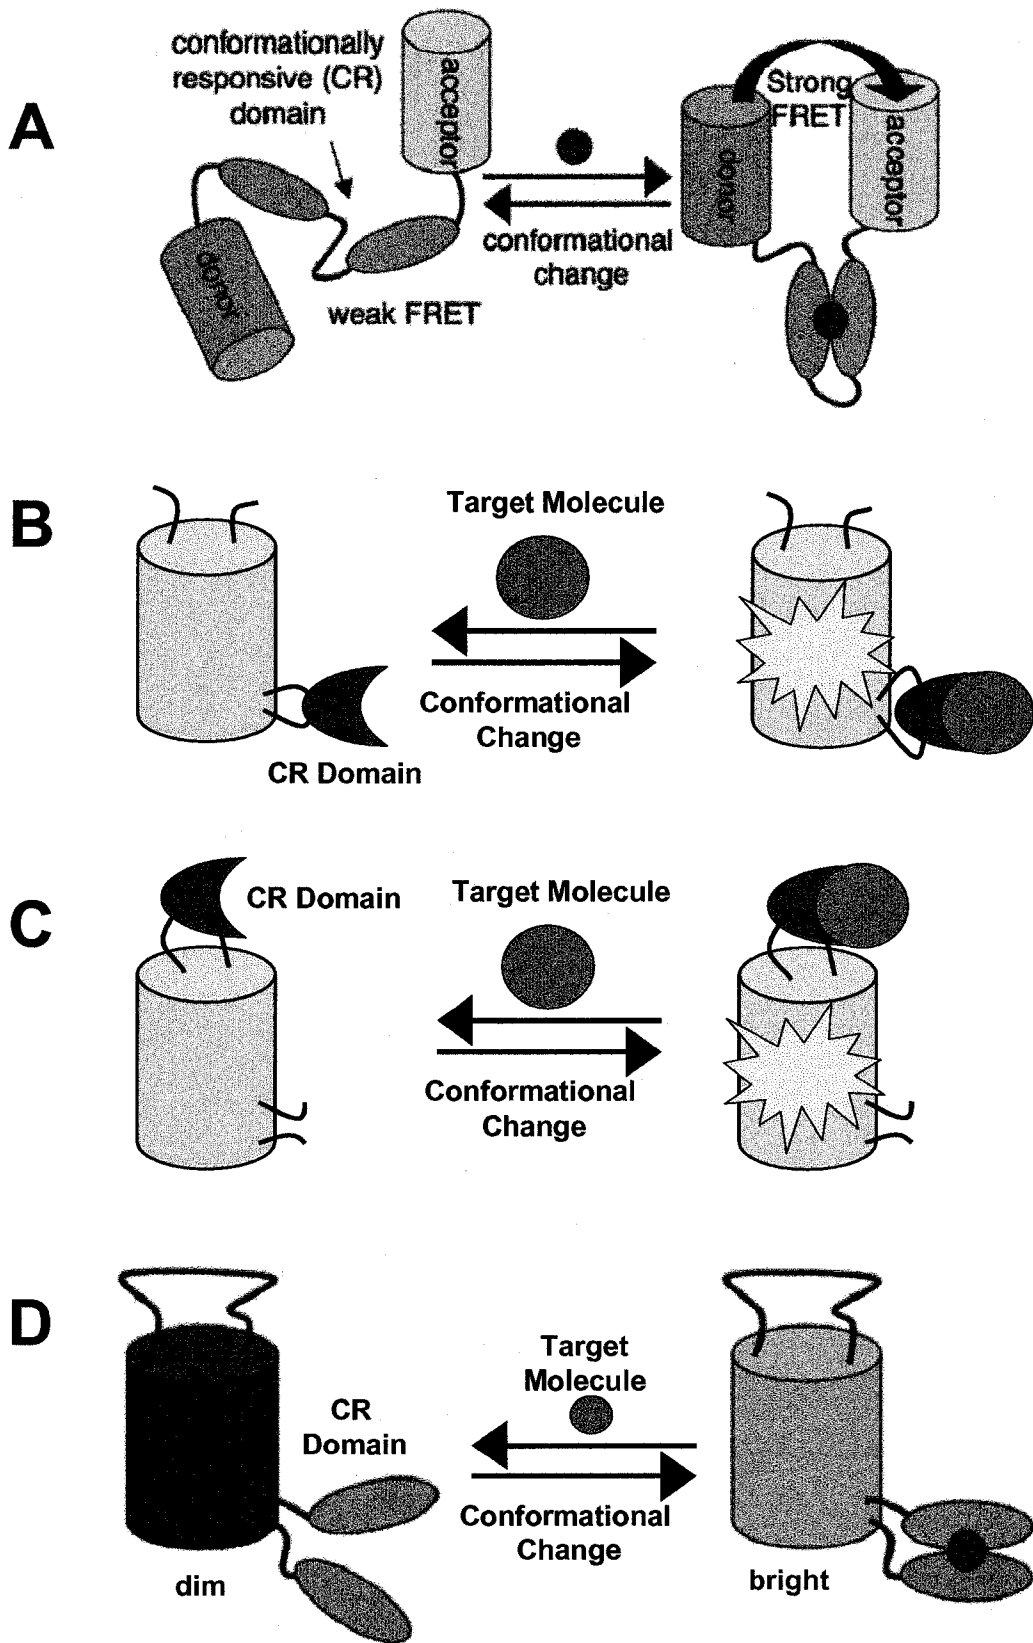 A
conformationally
responsive (CR)
domain
acceptor
donor
weak FRET
conformational
change
Strong
FRET
donor
acceptor
B
Target Molecule
Conformational
Change
CR Domain
C
CR Domain
Target Molecule
Conformational
Change
D
dim
CR
Domain
Target
Molecule
Conformational
Change
bright